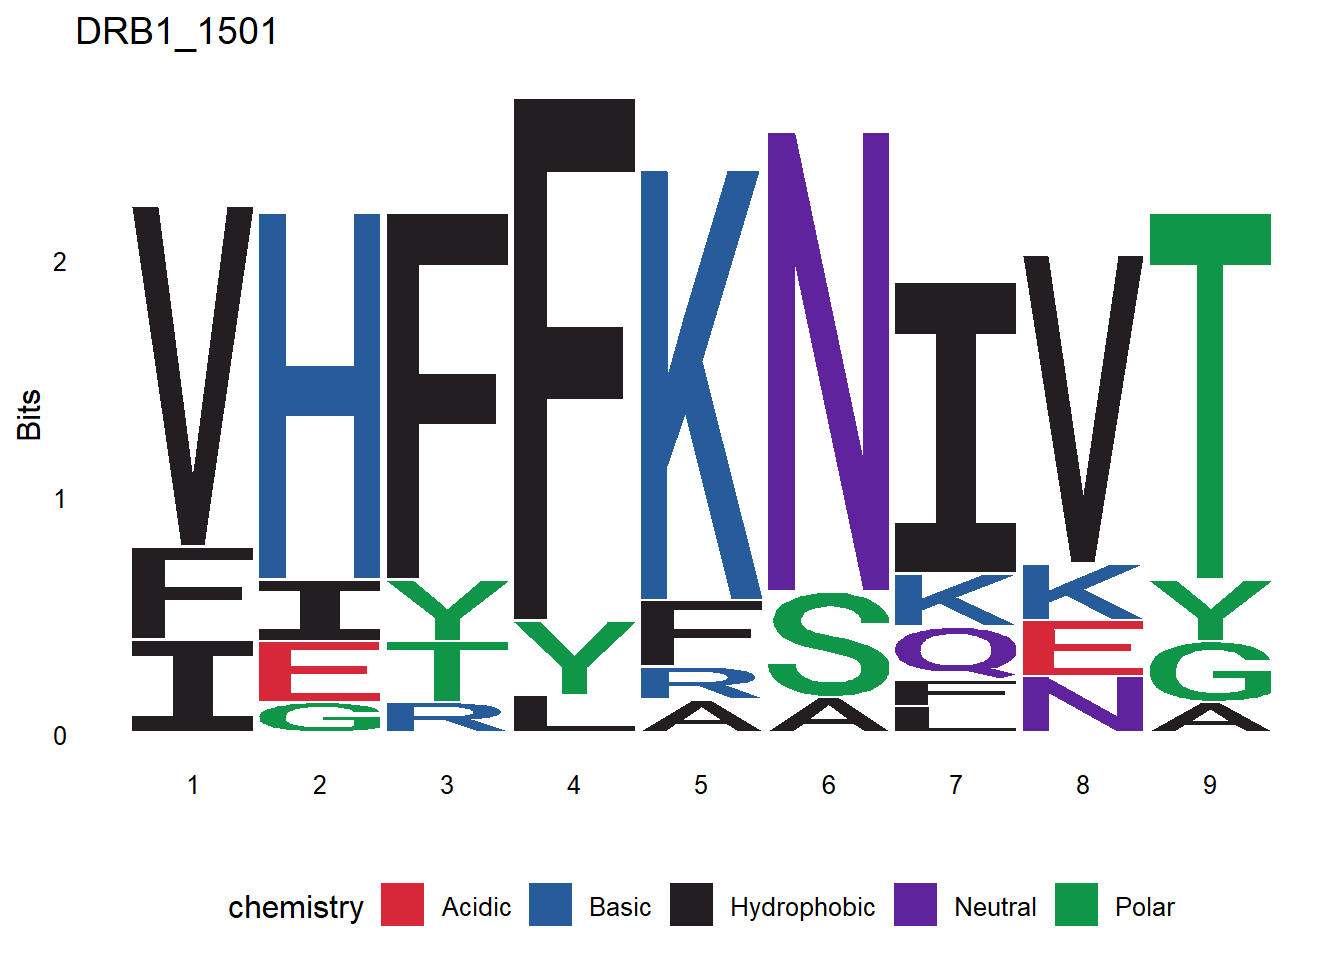 DRB1_1501
Bits
2
1
0
V H F F K N I V T
F I Y Y F S K K Y
I E T L R A Q E G
G R A F N A
L
1 2 3 4 5 6 7 8 9
chemistry Acidic Basic Hydrophobic Neutral Polar